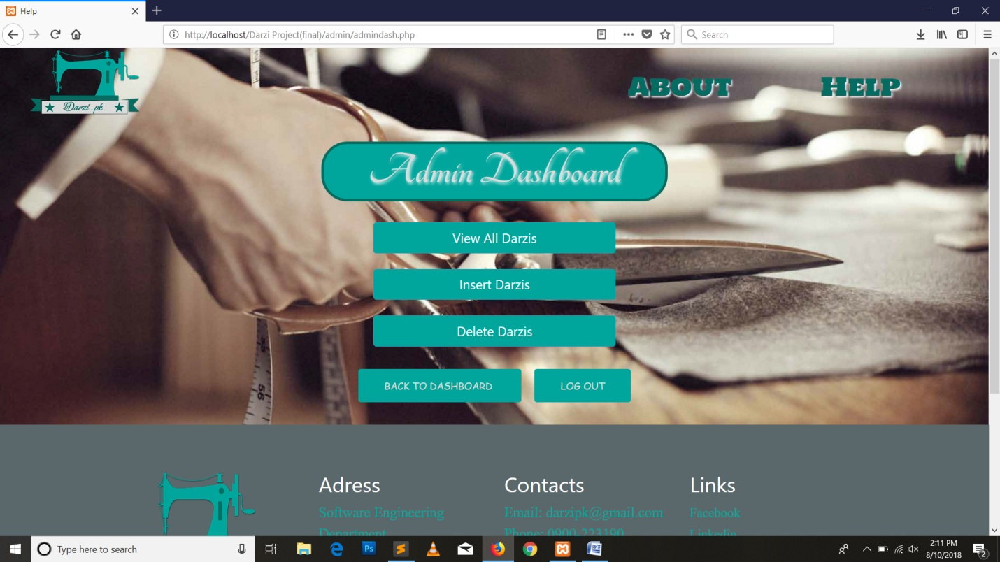 Help
http://localhost/Darzi Project(final)/admin/admindash.php
Search
Darzi .pk
About
Help
Admin Dashboard
View All Darzis
Insert Darzis
Delete Darzis
BACK TO DASHBOARD
LOG OUT
56
Adress
Software Engineering
Department
Contacts
Email: darzipk@gmail.com
Phone: 0900-223190
Links
Facebook
Linkedin
Type here to search
2:11 PM
8/10/2018
2